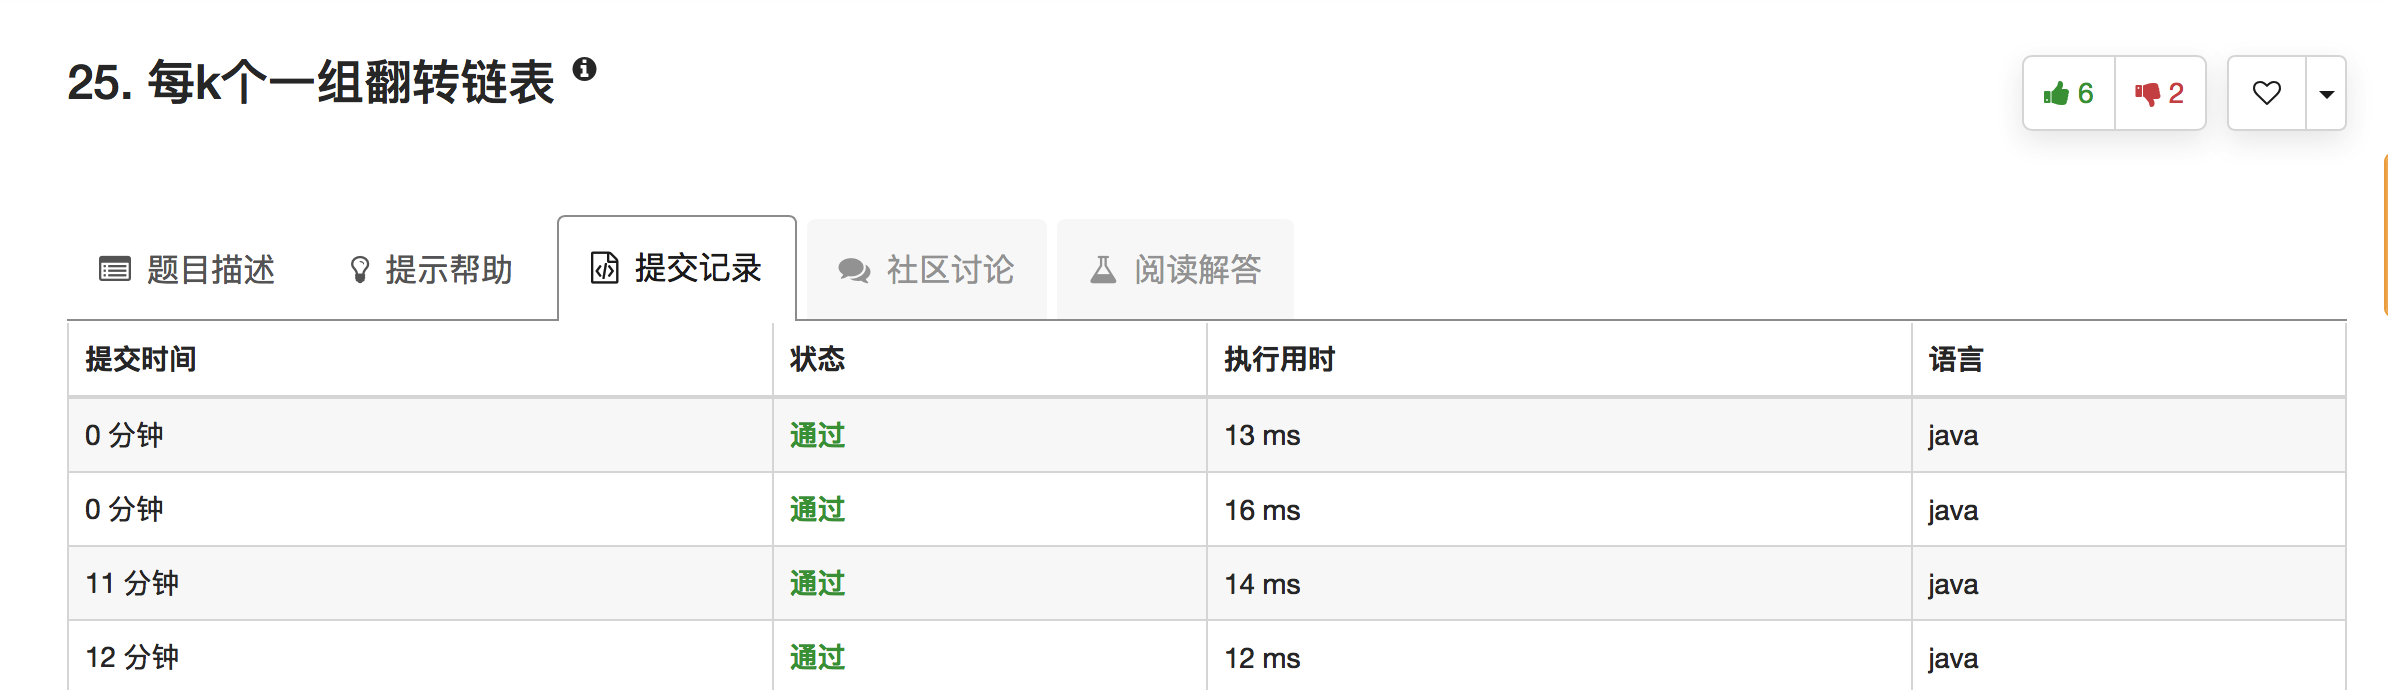 25. 每k个一组翻转链表
6 2
题目描述 提示帮助 提交记录 社区讨论 阅读解答
提交时间 状态 执行用时 语言
0 分钟 通过 13 ms java
0 分钟 通过 16 ms java
11 分钟 通过 14 ms java
12 分钟 通过 12 ms java